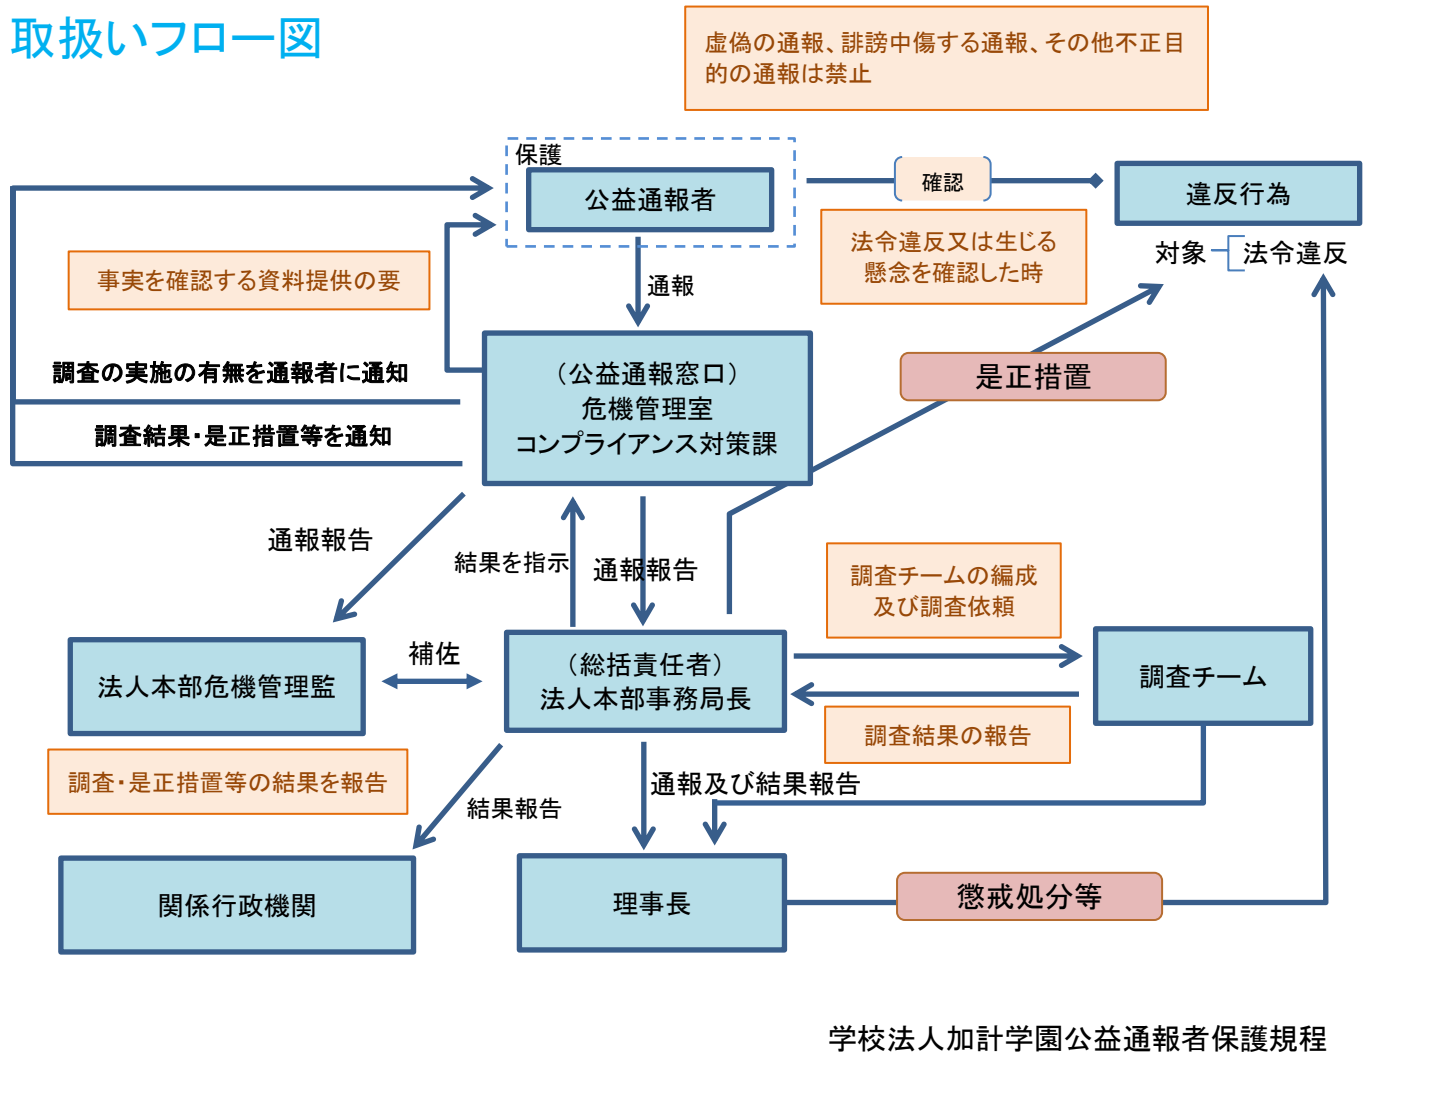 取扱いフロー図
虚偽の通報、誹謗中傷する通報、その他不正目
的の通報は禁止
保護
公益通報者
確認
違反行為
法令違反又は生じる
懸念を確認した時
対象
法令違反
事実を確認する資料提供の要
通報
調査の実施の有無を通報者に通知
（公益通報窓口）
危機管理室
コンプライアンス対策課
是正措置
調査結果・是正措置等を通知
通報報告
結果を指示
通報報告
調査チームの編成
及び調査依頼
法人本部危機管理監
補佐
（総括責任者）
法人本部事務局長
調査チーム
調査結果の報告
調査・是正措置等の結果を報告
結果報告
通報及び結果報告
関係行政機関
理事長
懲戒処分等
学校法人加計学園公益通報者保護規程